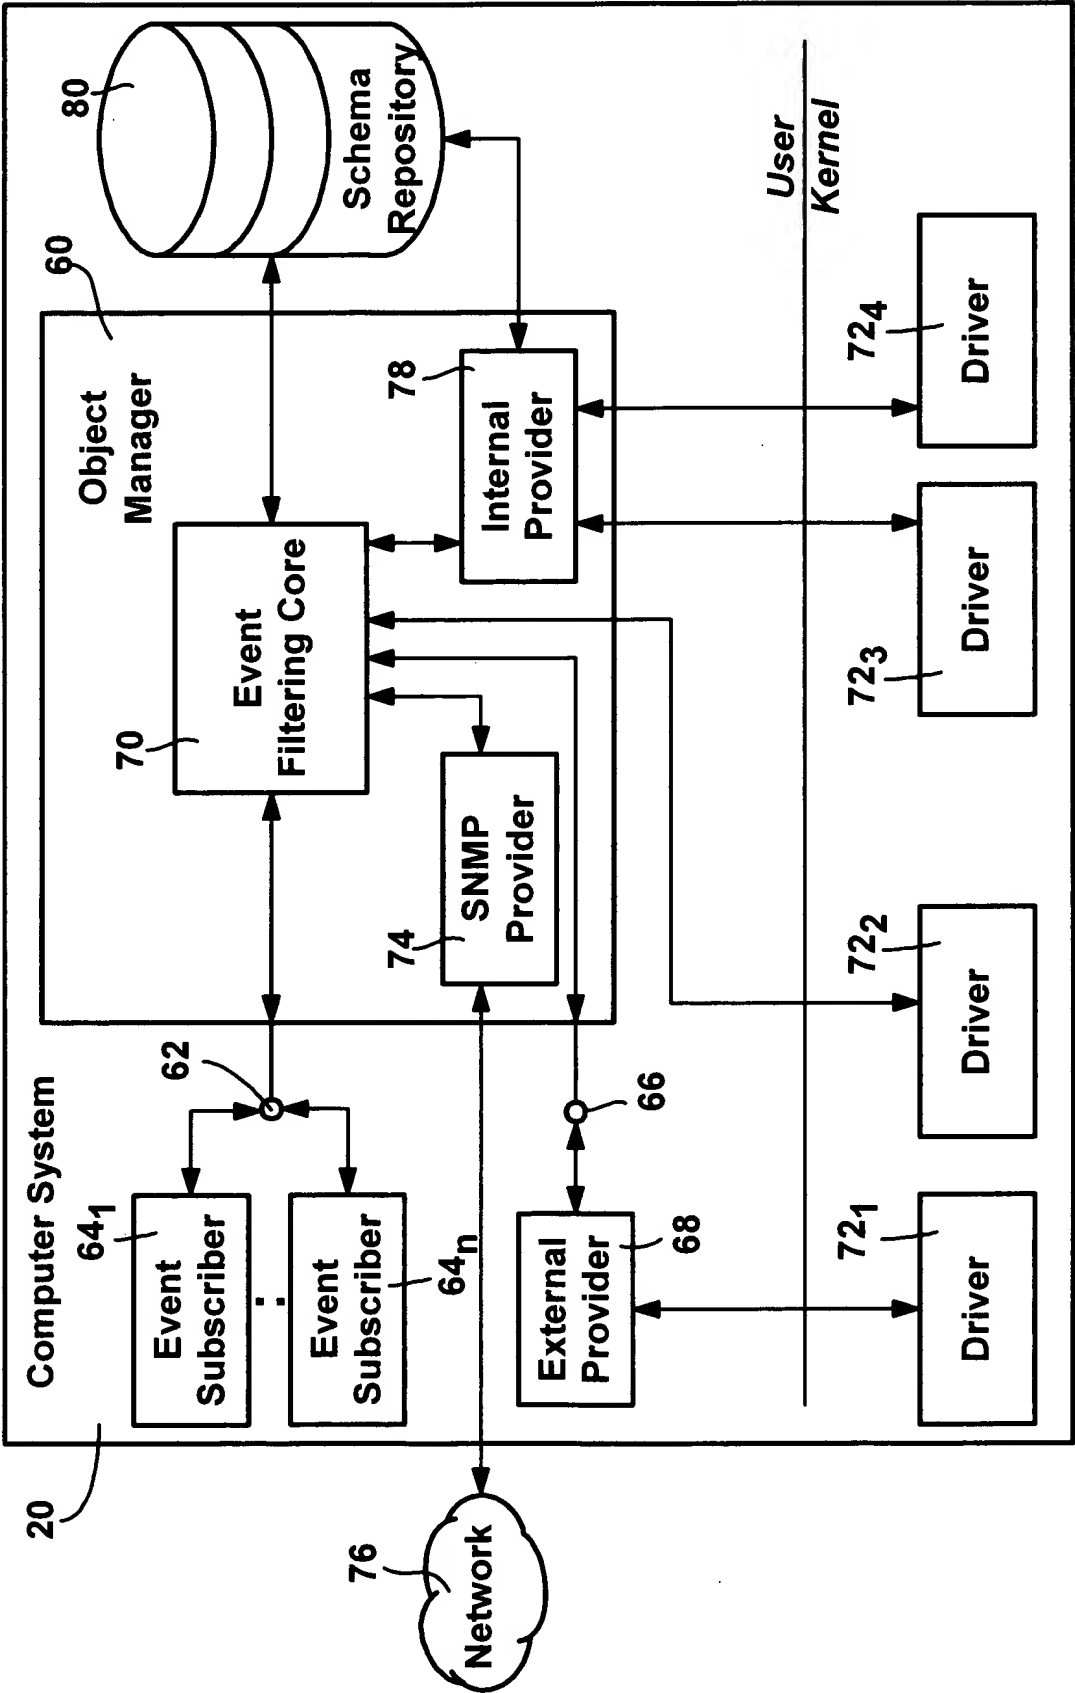 20
Computer System
64₁
Event
Subscriber
. .
Event
Subscriber
64ₙ
62
60
Object
Manager
70
Event
Filtering Core
80
Schema
Repository
74
SNMP
Provider
78
Internal
Provider
76
Network
External
Provider
68
66
User
Kernel
72₁
Driver
72₂
Driver
72₃
Driver
72₄
Driver